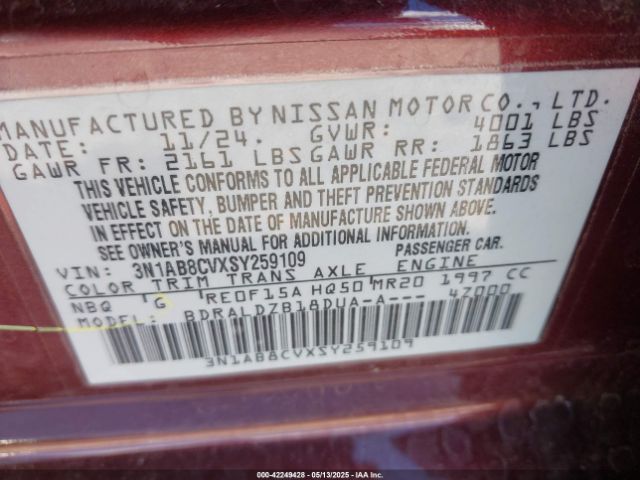 MANUFACTURED BY NISSAN MOTOR CO., LTD.
DATE: 11/24. GVWR: 4001 LBS
GAWR FR: 2161 LBS GAWR RR: 1863 LBS
THIS VEHICLE CONFORMS TO ALL APPLICABLE FEDERAL MOTOR
VEHICLE SAFETY, BUMPER AND THEFT PREVENTION STANDARDS
IN EFFECT ON THE DATE OF MANUFACTURE SHOWN ABOVE.
SEE OWNER'S MANUAL FOR ADDITIONAL INFORMATION.
VIN: 3N1AB8CVXSY259109 PASSENGER CAR.
COLOR TRIM TRANS AXLE ENGINE
NBQ G RE0F15A HQ50 MR20 1997 CC
MODEL: BDRALDZB18DUA-A--- 47000
3N1AB8CVXSY259109
000-42249428 | 05/13/2025 | IAA Inc.